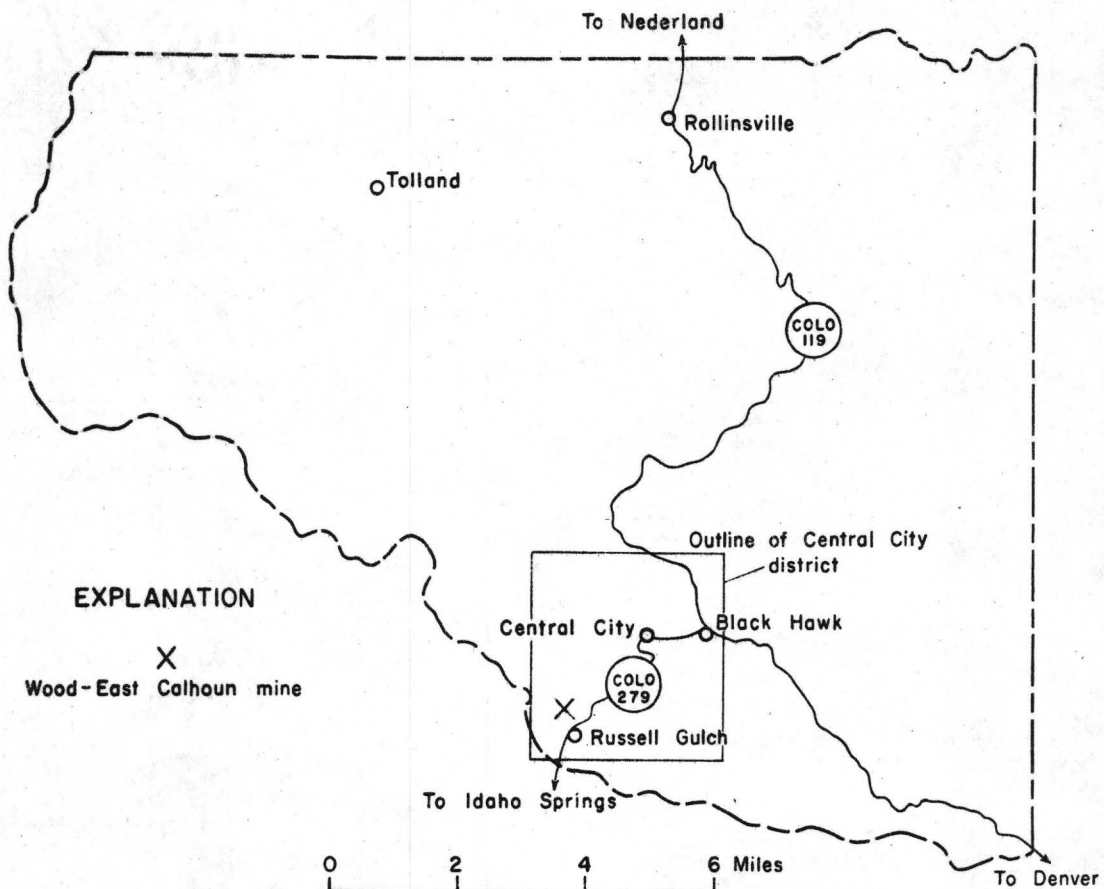 To Nederland
Rollinsville
Tolland
COLO
119
Outline of Central City
district
EXPLANATION
Black Hawk
Central City
X
Wood-East Calhoun mine
COLO
279
X
Russell Gulch
To Idaho Springs
0 2 4 6 Miles
To Denver